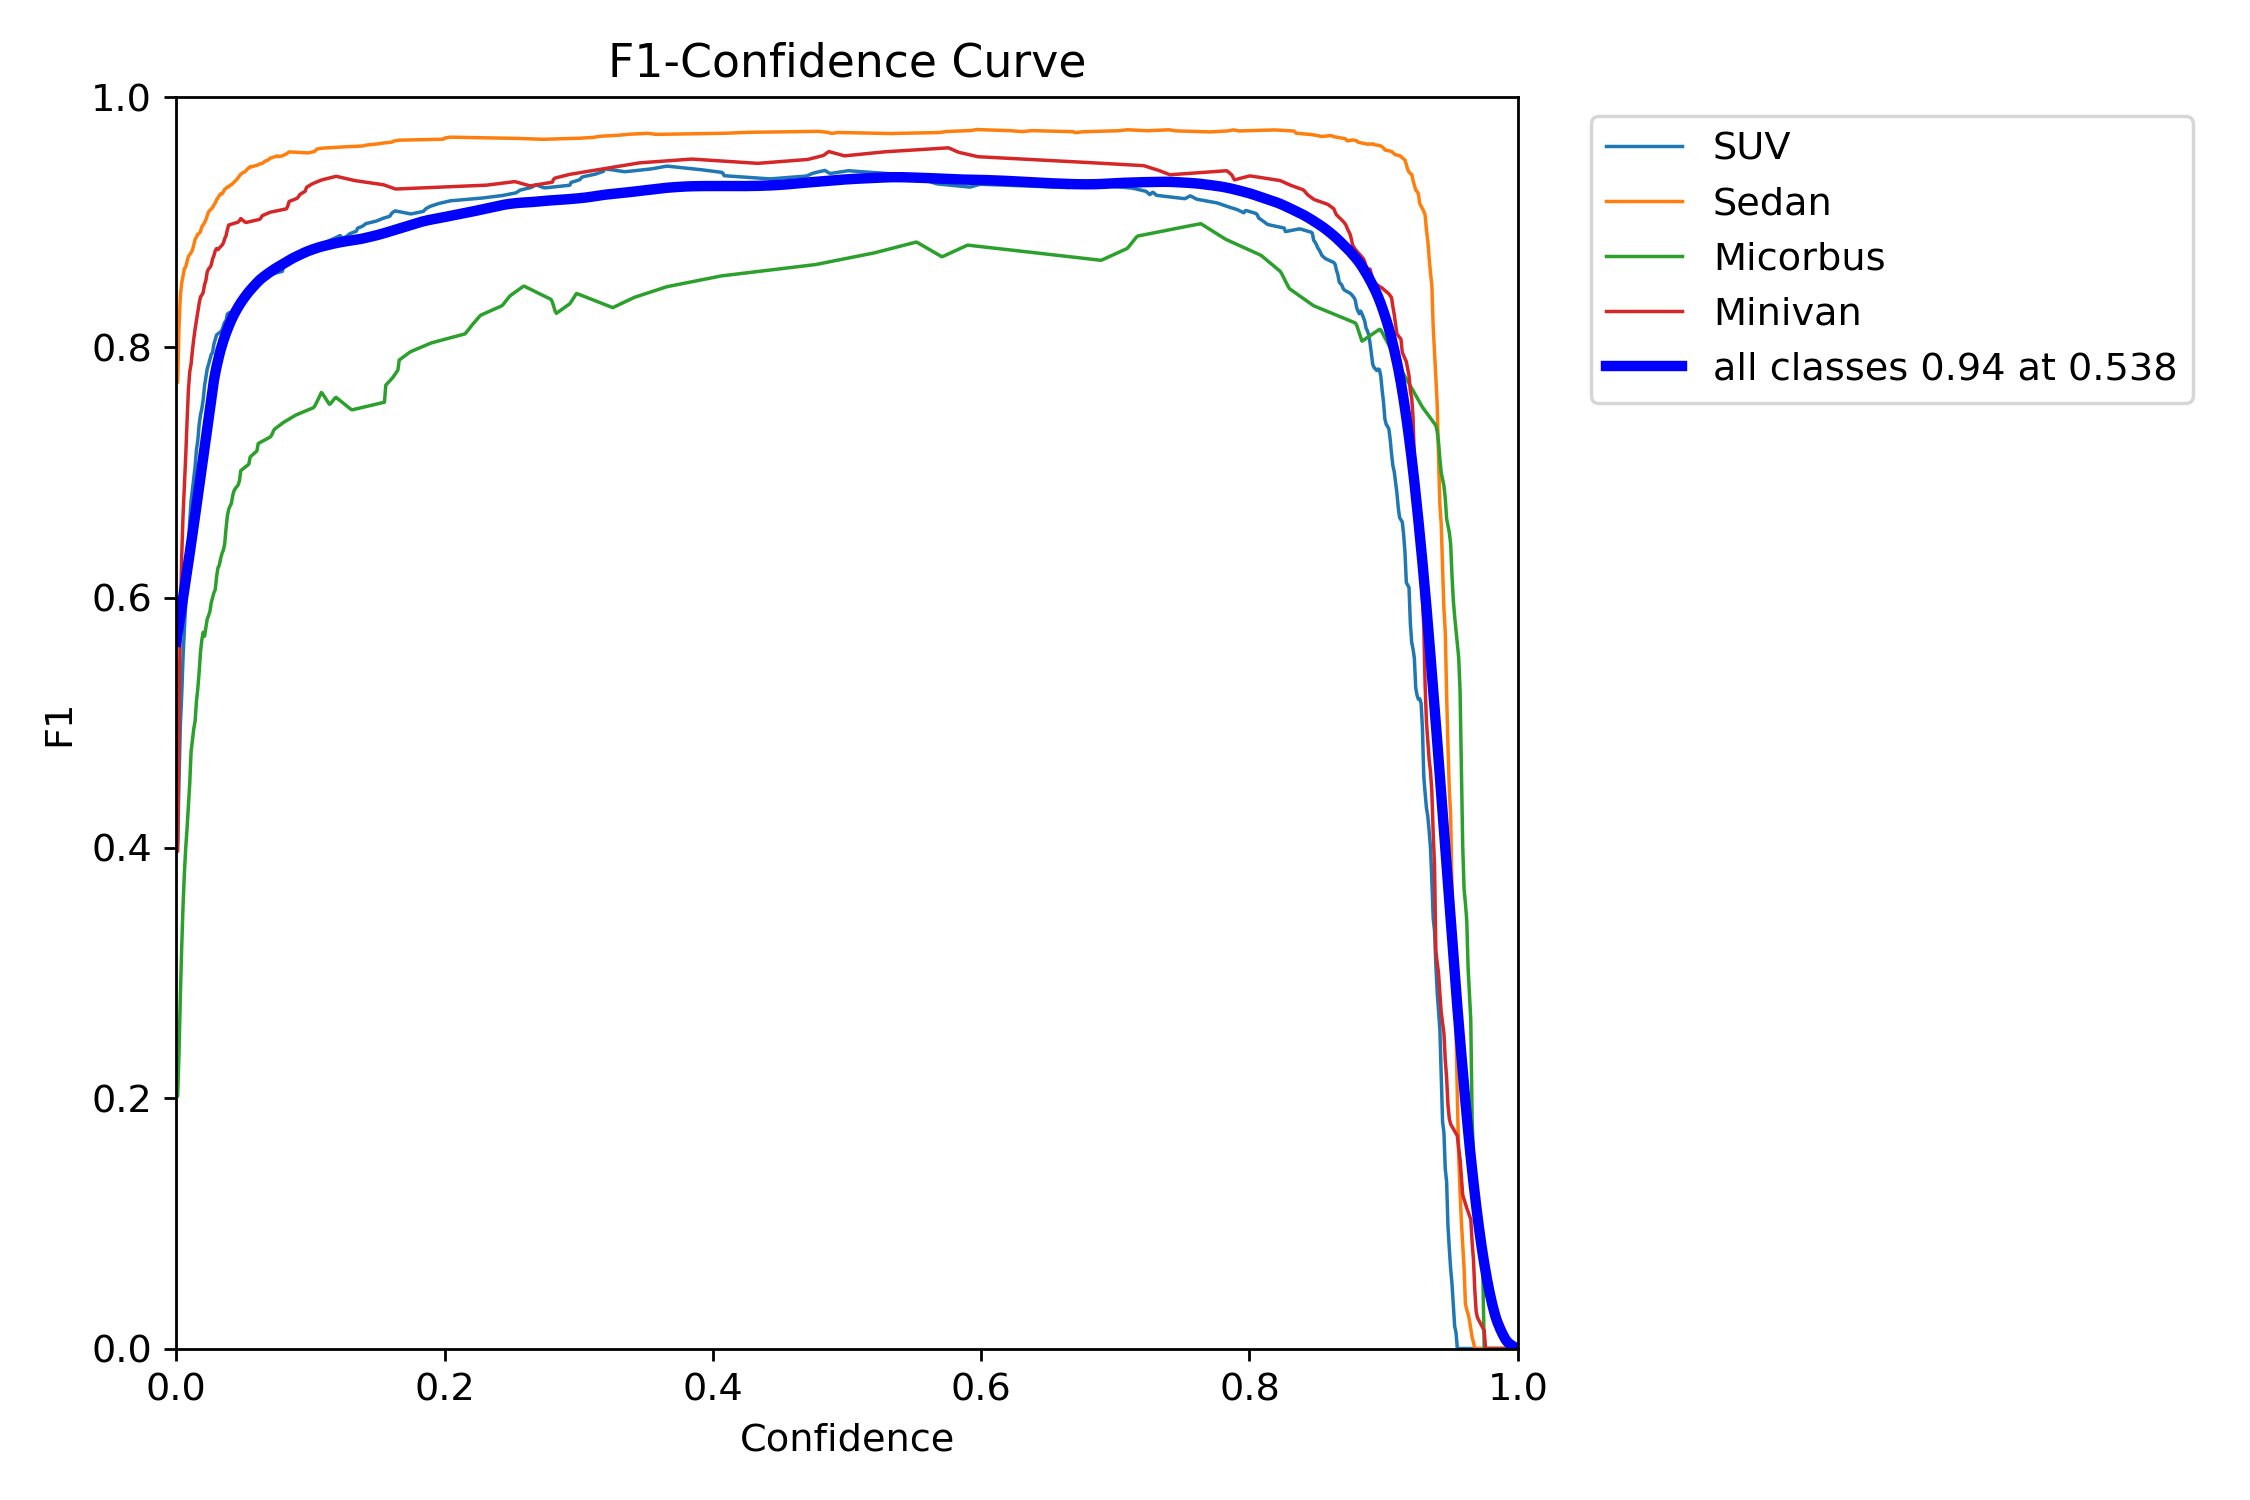 F1-Confidence Curve
1.0
0.8
0.6
0.4
0.2
0.0
F1
0.0 0.2 0.4 0.6 0.8 1.0
Confidence
SUV
Sedan
Micorbus
Minivan
all classes 0.94 at 0.538